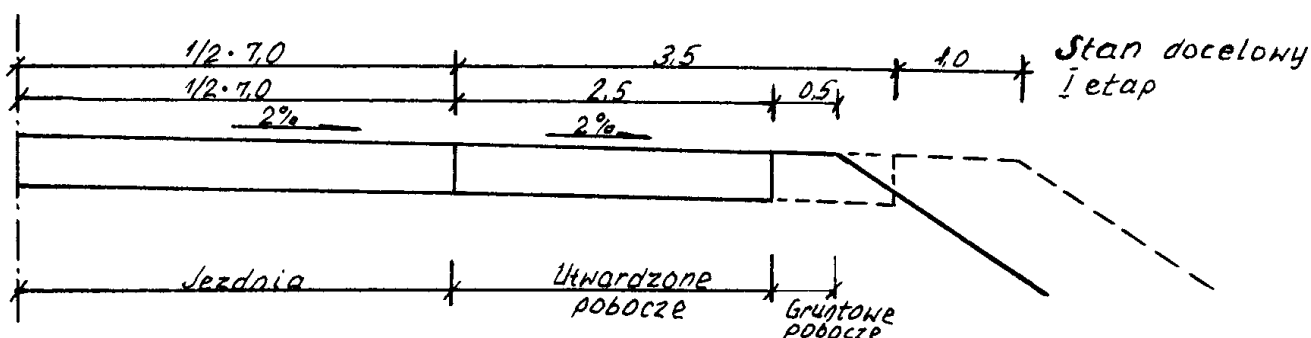 1/2·7,0 3,5 1,0 Stan docelowy
1/2·7,0 2,5 0,5 I etap
2% 2%
Jezdnia Utwardzone pobocze Gruntowe pobocze